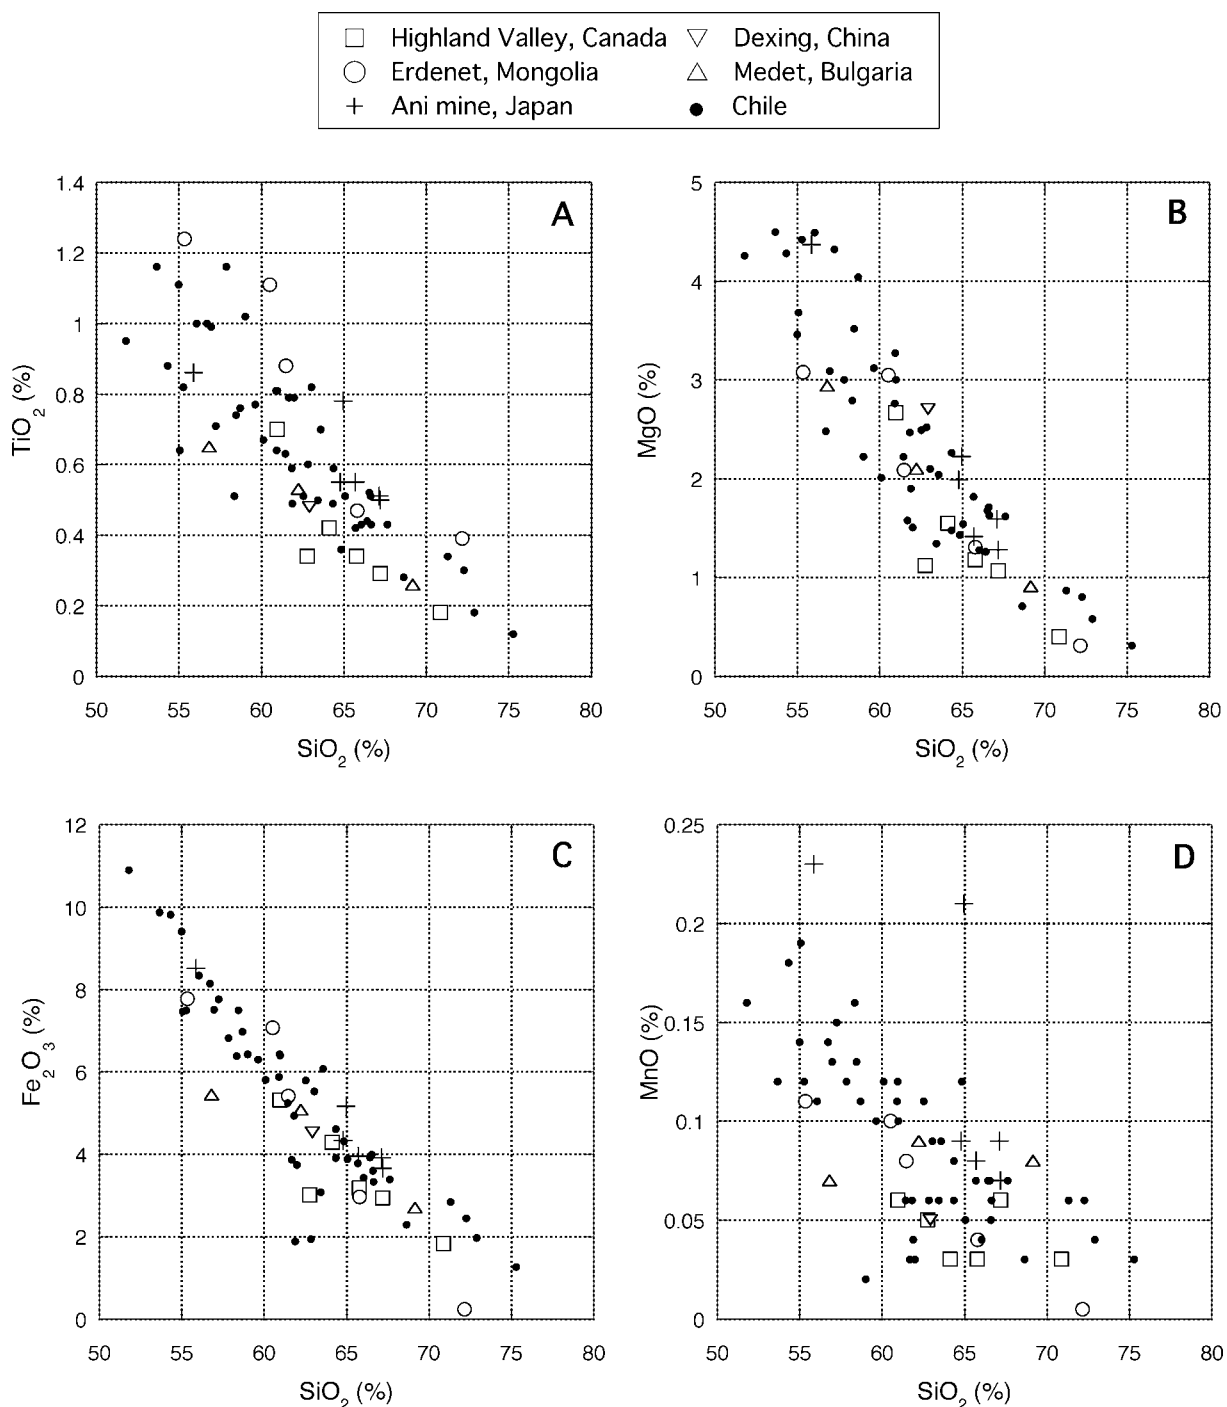 Highland Valley, Canada
Dexing, China
Erdenet, Mongolia
Medet, Bulgaria
Ani mine, Japan
Chile
A
TiO2 (%)
1.4
1.2
1
0.8
0.6
0.4
0.2
0
50 55 60 65 70 75 80
SiO2 (%)
B
MgO (%)
5
4
3
2
1
0
50 55 60 65 70 75 80
SiO2 (%)
C
Fe2O3 (%)
12
10
8
6
4
2
0
50 55 60 65 70 75 80
SiO2 (%)
D
MnO (%)
0.25
0.2
0.15
0.1
0.05
0
50 55 60 65 70 75 80
SiO2 (%)